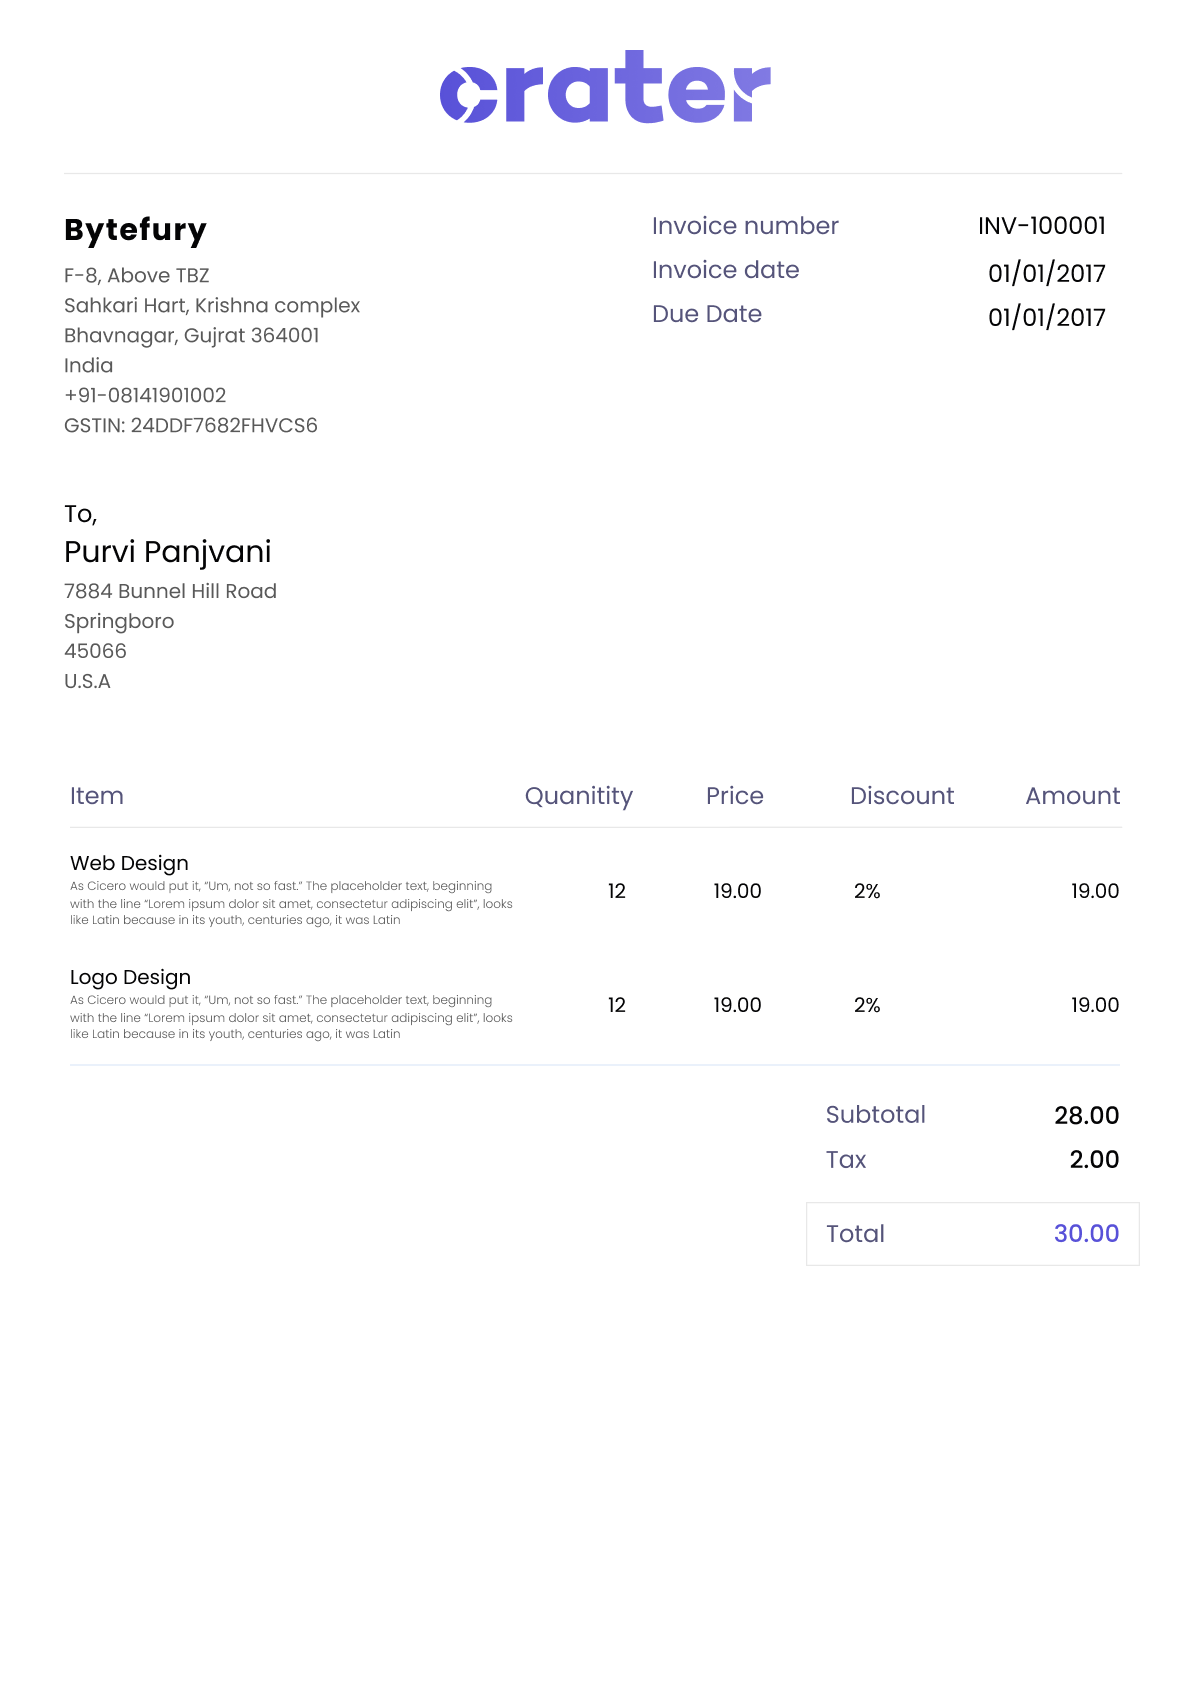 crater
Bytefury
F-8, Above TBZ
Sahkari Hart, Krishna complex
Bhavnagar, Gujrat 364001
India
+91-08141901002
GSTIN: 24DDF7682FHVCS6
Invoice number INV-100001
Invoice date 01/01/2017
Due Date 01/01/2017
To,
Purvi Panjvani
7884 Bunnel Hill Road
Springboro
45066
U.S.A
Item Quanitity Price Discount Amount
Web Design
As Cicero would put it, “Um, not so fast.” The placeholder text, beginning
with the line “Lorem ipsum dolor sit amet, consectetur adipiscing elit”, looks
like Latin because in its youth, centuries ago, it was Latin
12 19.00 2% 19.00
Logo Design
As Cicero would put it, “Um, not so fast.” The placeholder text, beginning
with the line “Lorem ipsum dolor sit amet, consectetur adipiscing elit”, looks
like Latin because in its youth, centuries ago, it was Latin
12 19.00 2% 19.00
Subtotal 28.00
Tax 2.00
Total 30.00